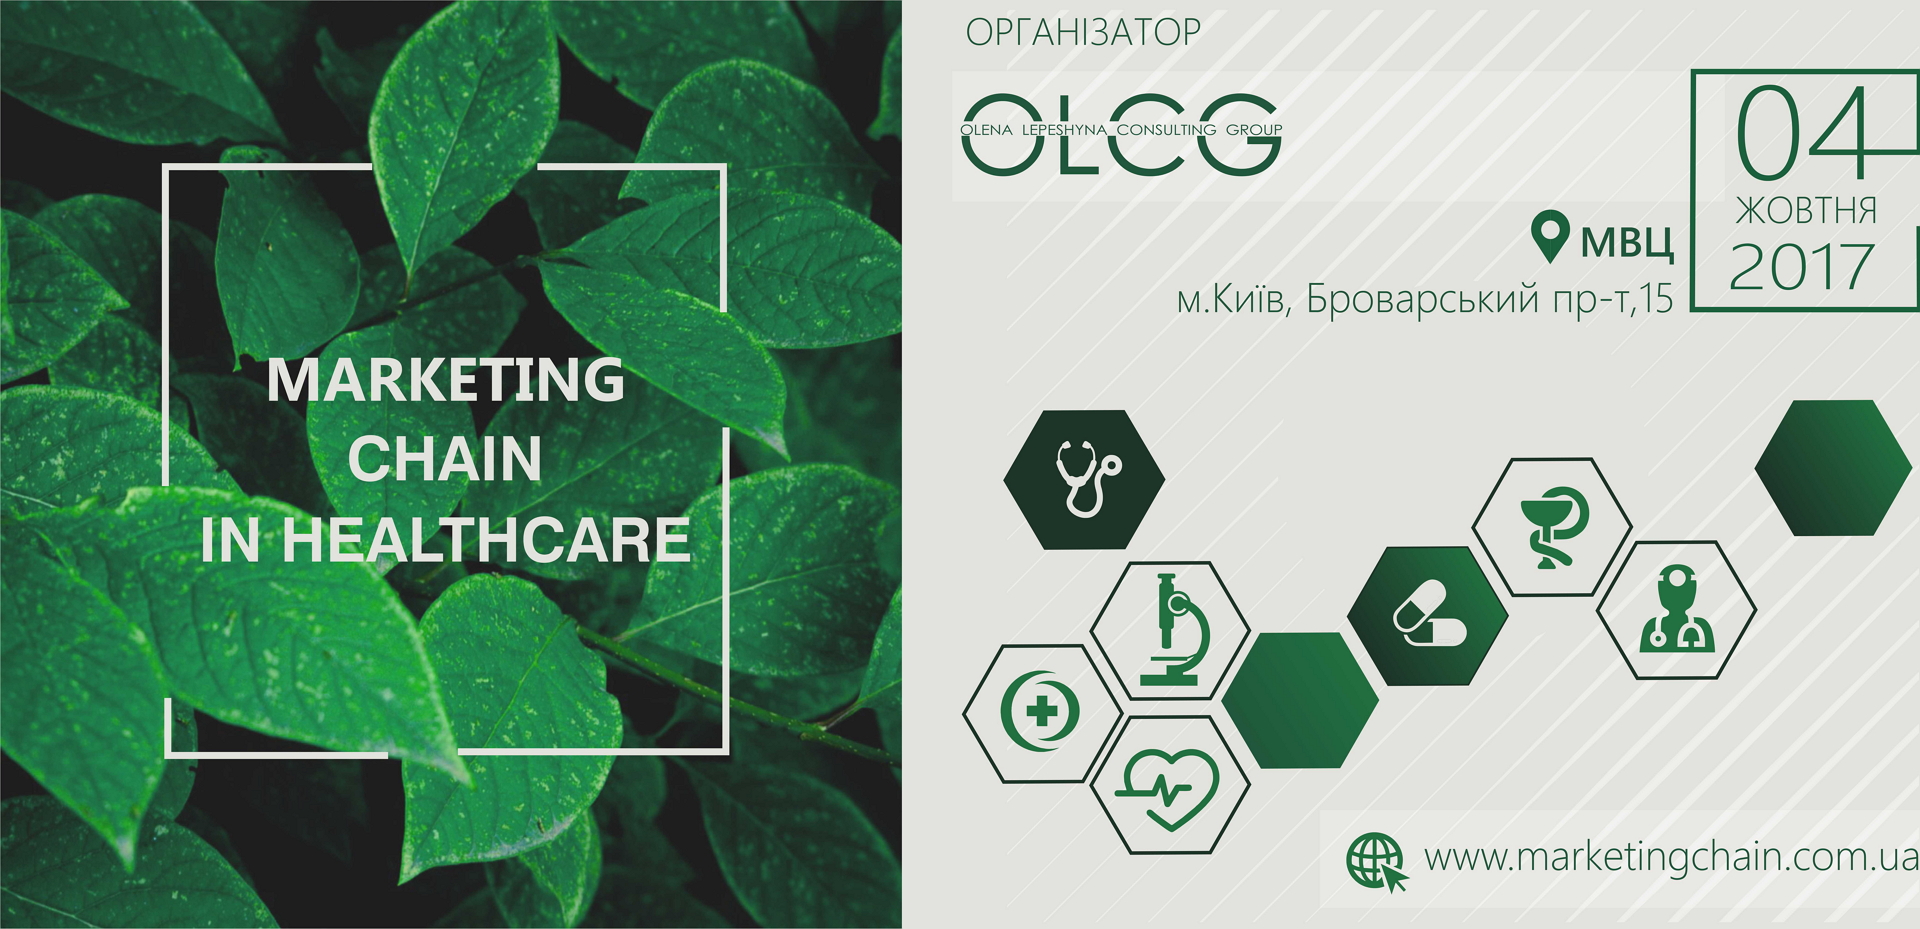 MARKETING
CHAIN
IN HEALTHCARE
ОРГАНІЗАТОР
OLCG
OLENA LEPESHYNA CONSULTING GROUP
04
ЖОВТНЯ
2017
МВЦ
м.Київ, Броварський пр-т,15
www.marketingchain.com.ua